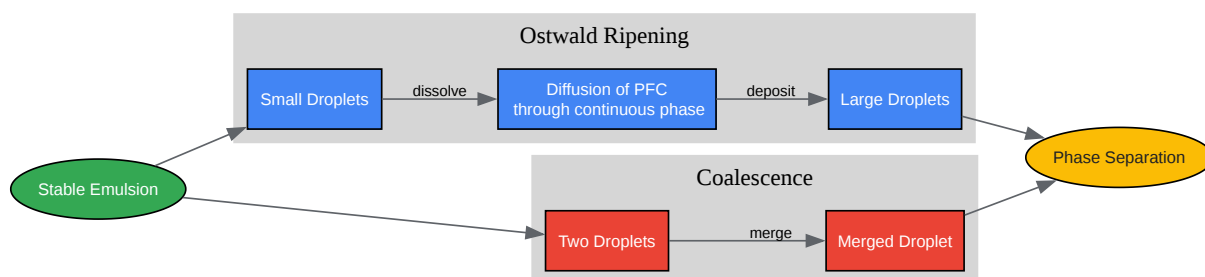 Ostwald Ripening
Small Droplets
dissolve
Diffusion of PFC
through continuous phase
deposit
Large Droplets
Stable Emulsion
Phase Separation
Coalescence
Two Droplets
merge
Merged Droplet